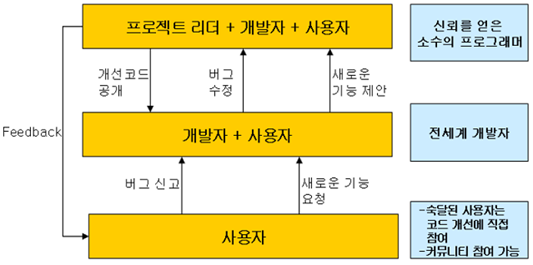 프로젝트 리더 + 개발자 + 사용자
신뢰를 얻은
소수의 프로그래머
개선코드
공개
버그
수정
새로운
기능 제안
Feedback
개발자 + 사용자
전세계 개발자
버그 신고
새로운 기능
요청
사용자
-숙달된 사용자는
코드 개선에 직접
참여
-커뮤니티 참여 가능